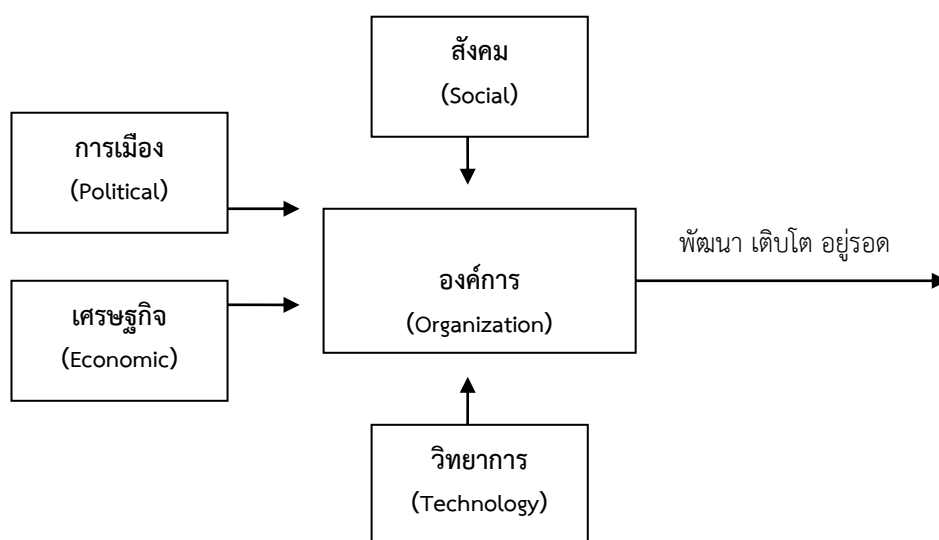 สังคม
(Social)
การเมือง
(Political)
พัฒนา เติบโต อยู่รอด
องค์การ
(Organization)
เศรษฐกิจ
(Economic)
วิทยาการ
(Technology)